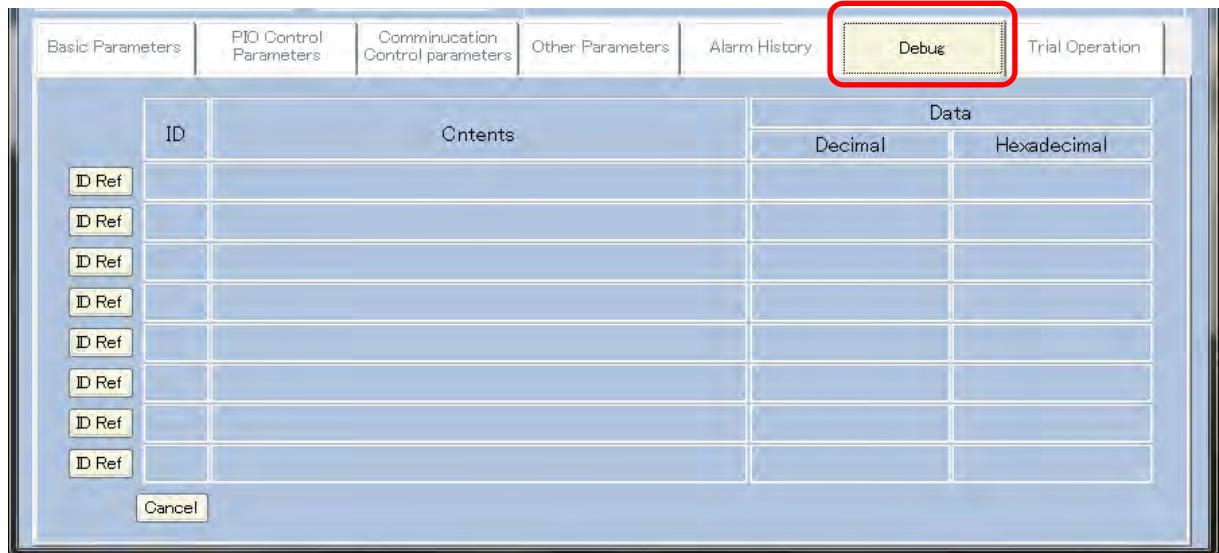 Basic Parameters
PIO Control
Parameters
Comminucation
Control parameters
Other Parameters
Alarm History
Debug
Trial Operation
ID
Cntents
Data
Decimal
Hexadecimal
ID Ref
ID Ref
ID Ref
ID Ref
ID Ref
ID Ref
ID Ref
ID Ref
Cancel